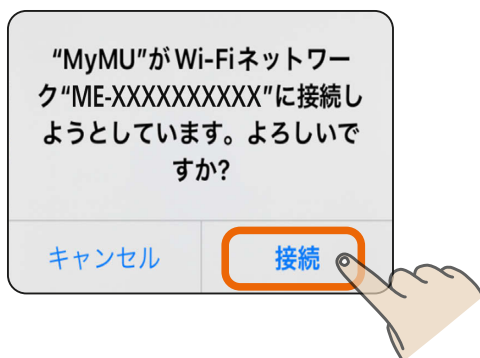 “MyMU”がWi-Fiネットワー
ク“ME-XXXXXXXXXX”に接続し
ようとしています。よろしいで
すか?
キャンセル
接続